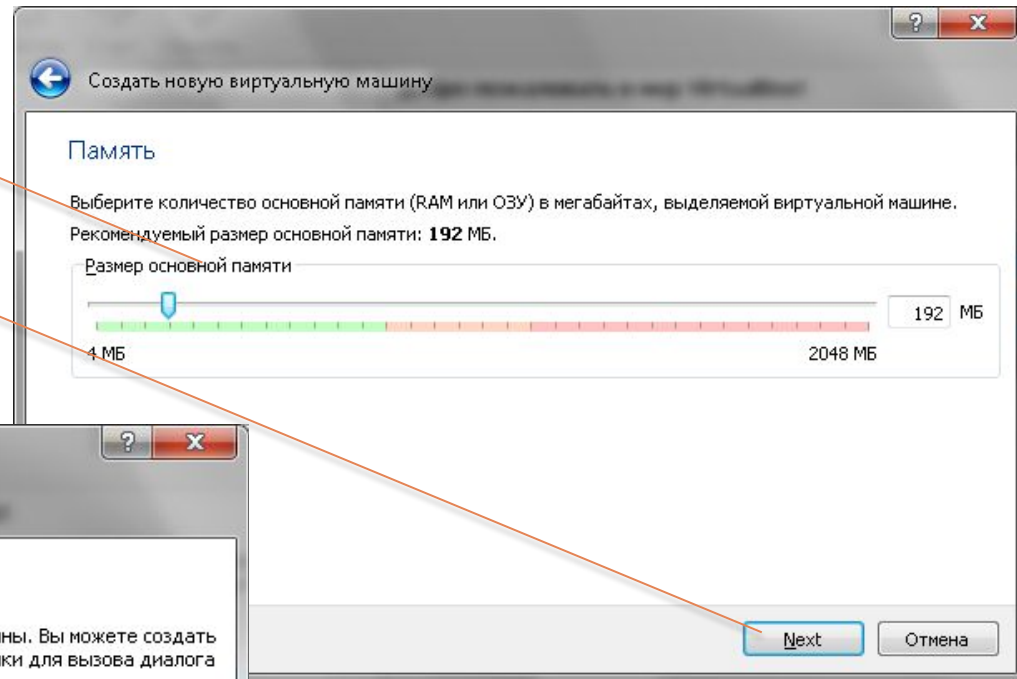 Создать новую виртуальную машину
Память
Выберите количество основной памяти (RAM или ОЗУ) в мегабайтах, выделяемой виртуальной машине.
Рекомендуемый размер основной памяти: 192 МБ.
Размер основной памяти
192 МБ
4 МБ 2048 МБ
ны. Вы можете создать
ки для вызова диалога
Next Отмена